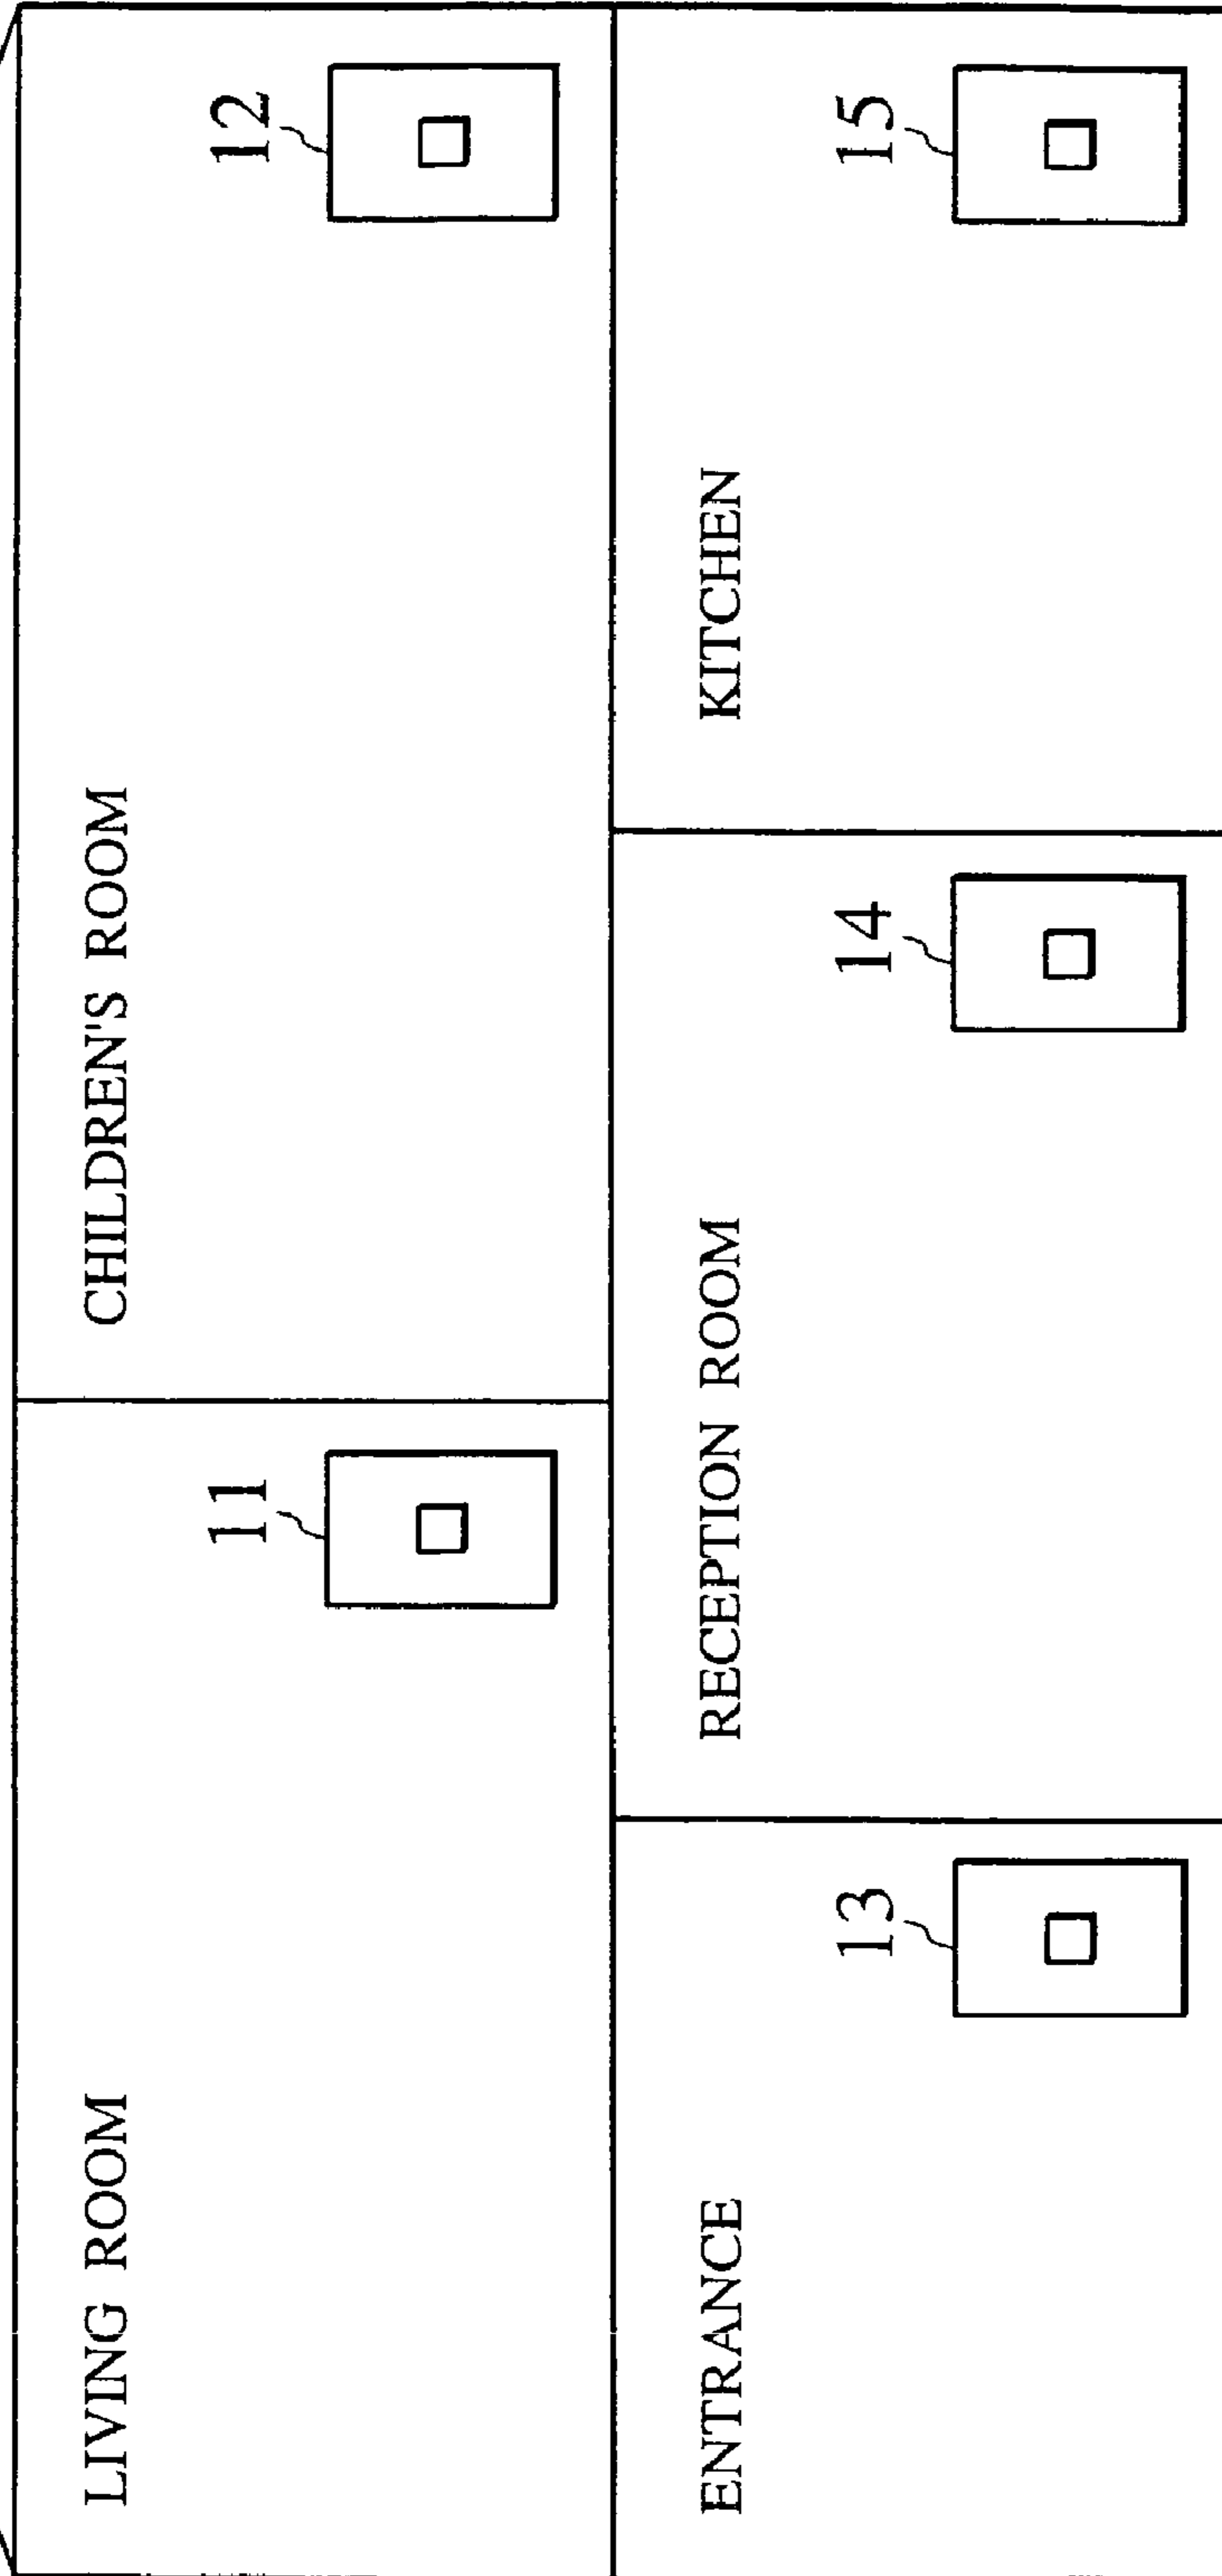 LIVING ROOM
11
CHILDREN'S ROOM
12
ENTRANCE
13
RECEPTION ROOM
14
KITCHEN
15